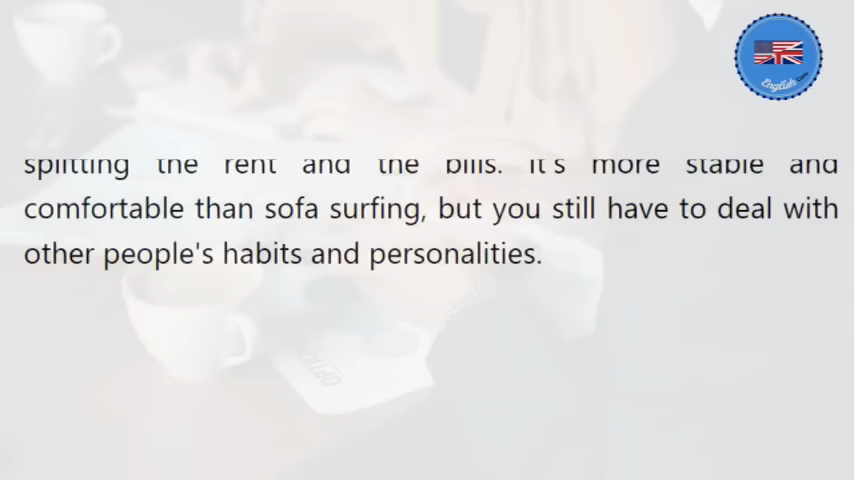 splitting the rent and the bills. It's more stable and
comfortable than sofa surfing, but you still have to deal with
other people's habits and personalities.
English